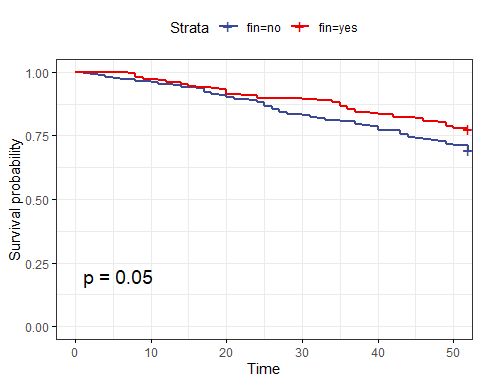 Strata fin=no fin=yes
Survival probability
1.00
0.75
0.50
0.25
0.00
p = 0.05
0 10 20 30 40 50
Time